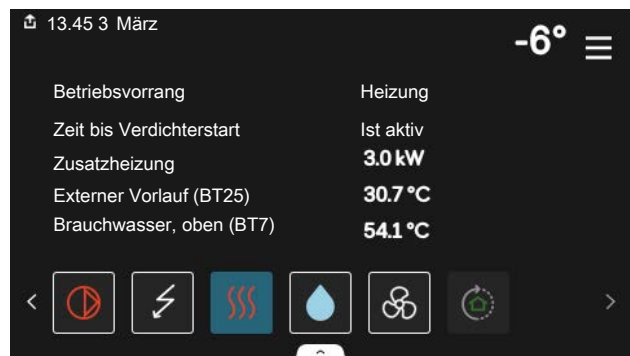 13.45 3 März
-6°
Betriebsvorrang Heizung
Zeit bis Verdichterstart Ist aktiv
Zusatzheizung 3.0 kW
Externer Vorlauf (BT25) 30.7 °C
Brauchwasser, oben (BT7) 54.1 °C